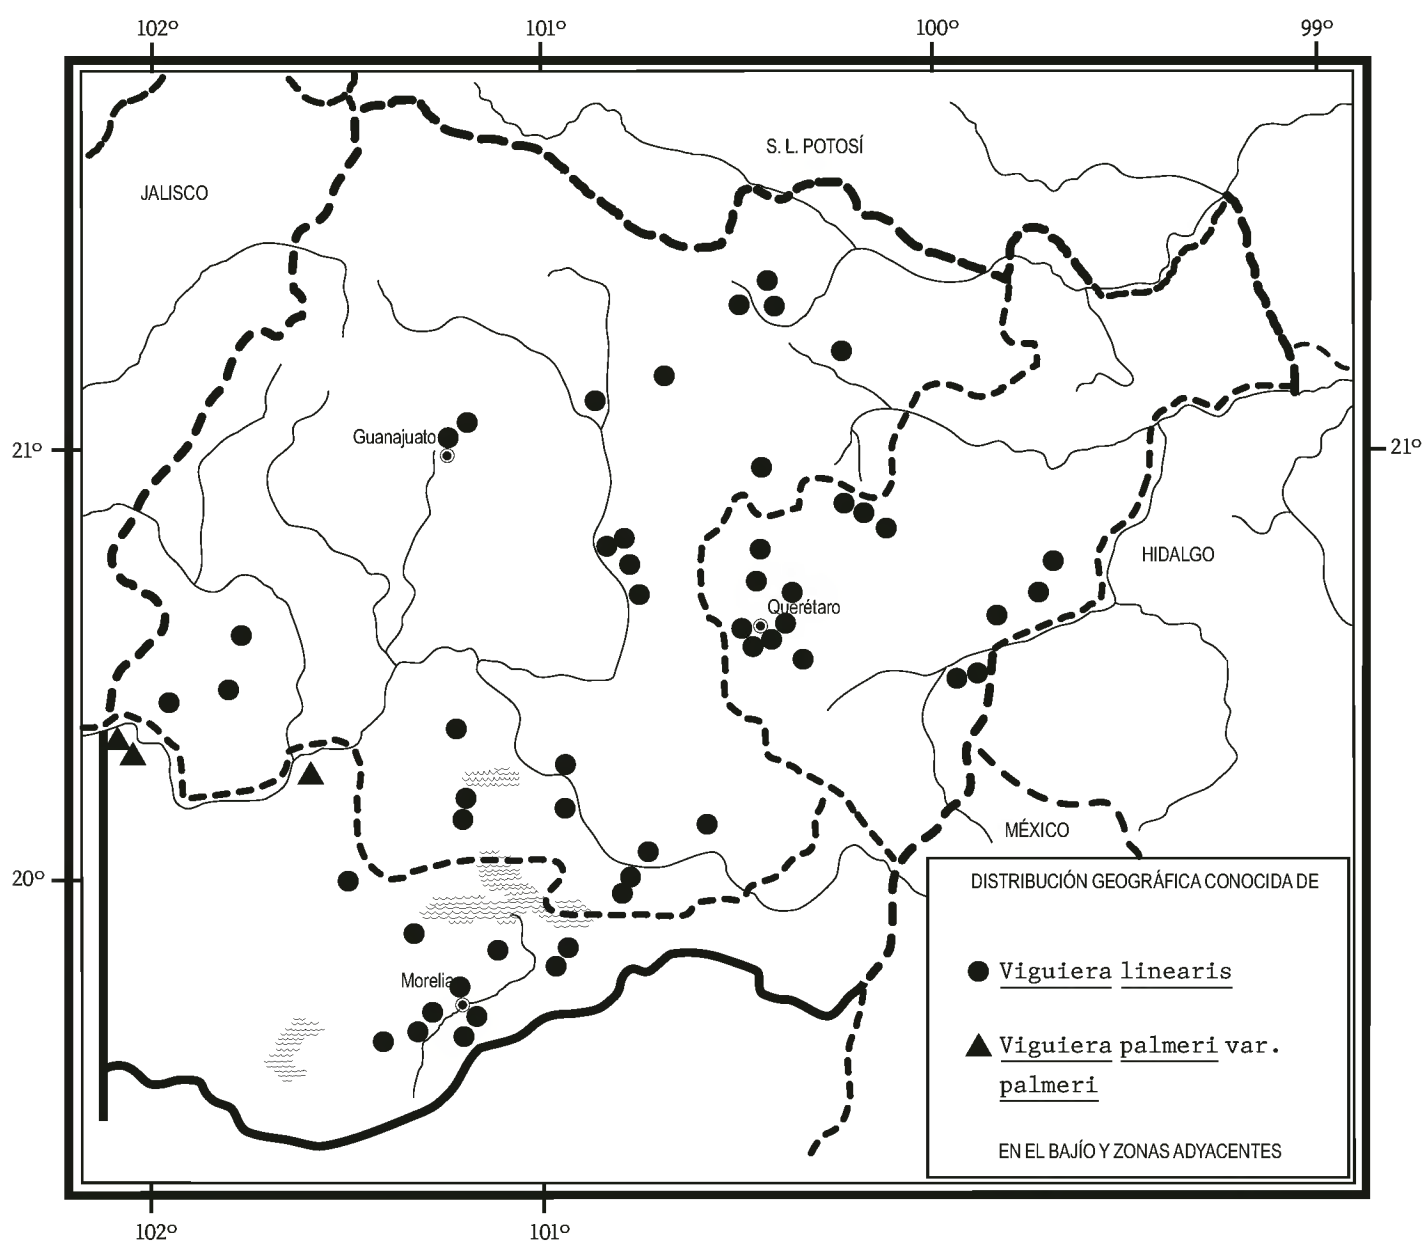 102º 101º 100º 99º
S. L. POTOSÍ
JALISCO
Guanajuato
21º 21º
HIDALGO
Querétaro
MÉXICO
20º
DISTRIBUCIÓN GEOGRÁFICA CONOCIDA DE
Viguiera linearis
Morelia
Viguiera palmeri var.
palmeri
EN EL BAJÍO Y ZONAS ADYACENTES
102º 101º